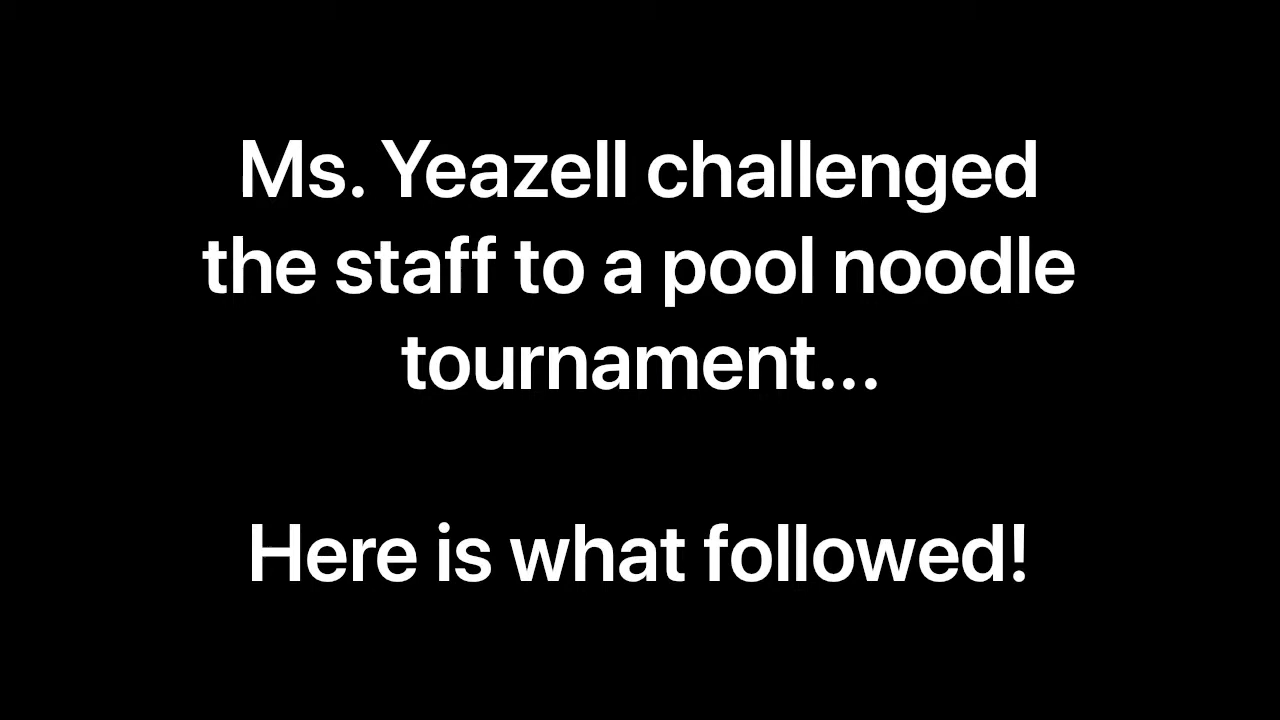 Ms. Yeazell challenged
the staff to a pool noodle
tournament...
Here is what followed!